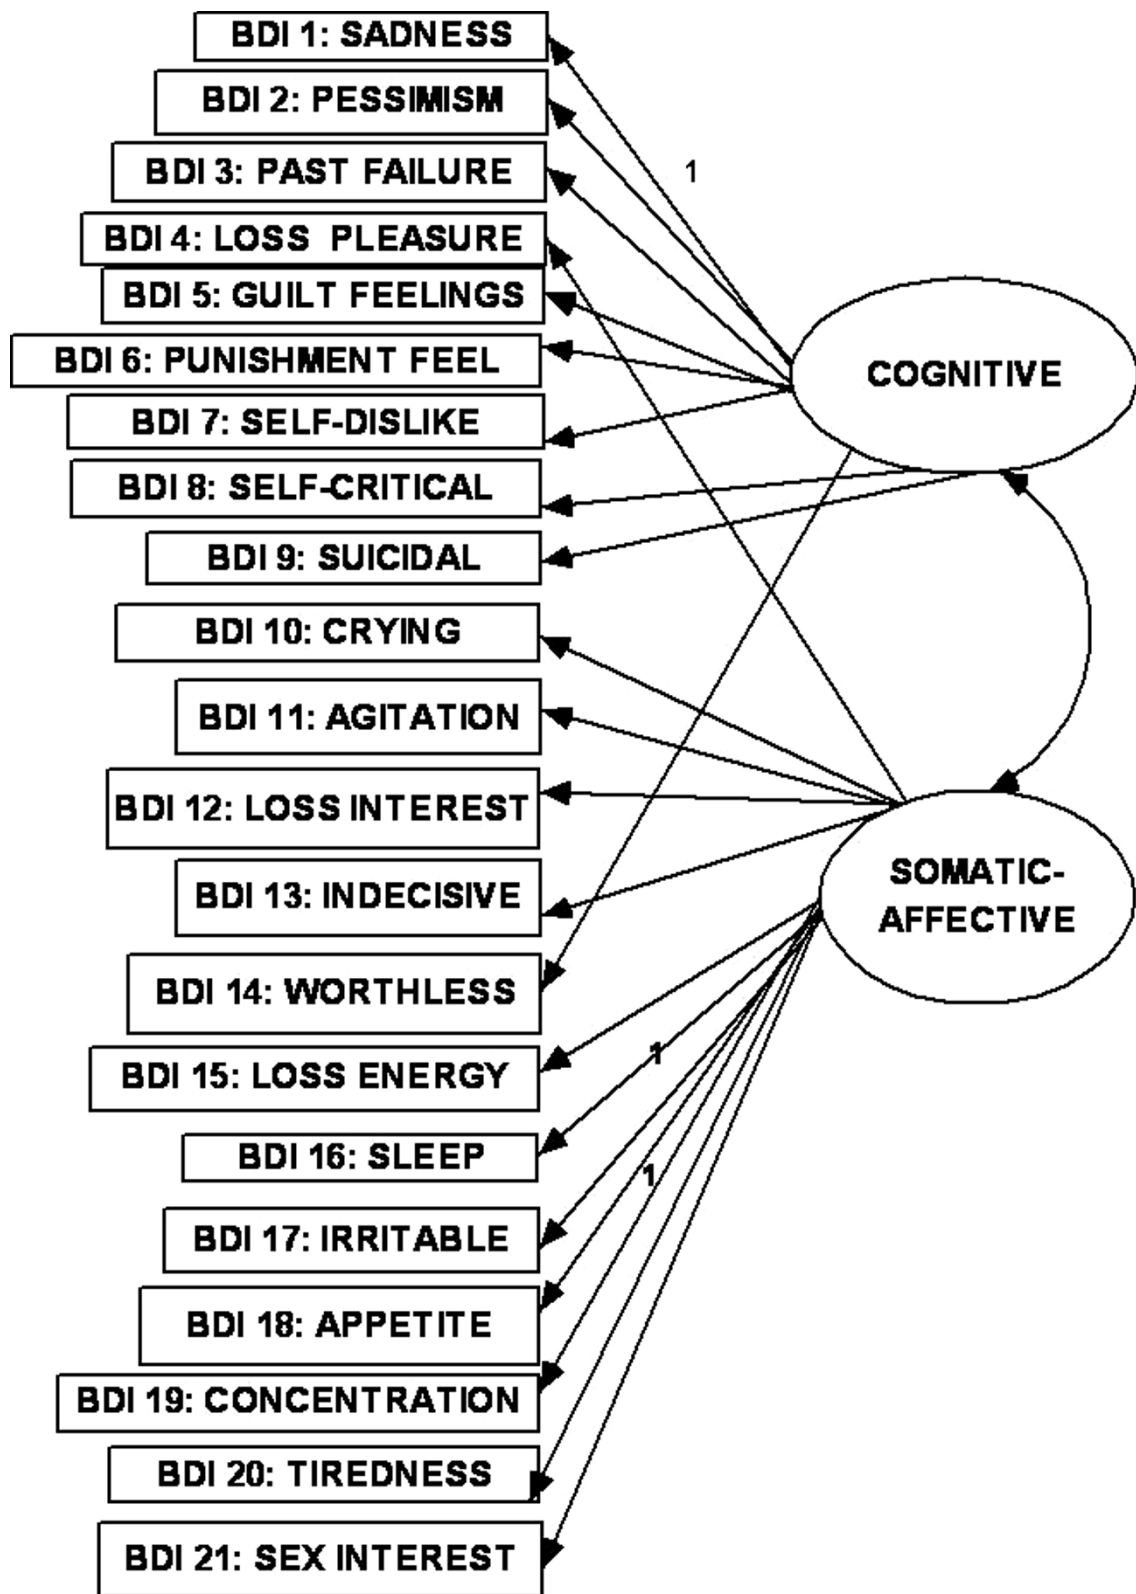 BDI 1: SADNESS
BDI 2: PESSIMISM
BDI 3: PAST FAILURE
1
BDI 4: LOSS PLEASURE
BDI 5: GUILT FEELINGS
BDI 6: PUNISHMENT FEEL
COGNITIVE
BDI 7: SELF-DISLIKE
BDI 8: SELF-CRITICAL
BDI 9: SUICIDAL
BDI 10: CRYING
BDI 11: AGITATION
BDI 12: LOSS INTEREST
BDI 13: INDECISIVE
SOMATIC-
AFFECTIVE
BDI 14: WORTHLESS
BDI 15: LOSS ENERGY
1
BDI 16: SLEEP
1
BDI 17: IRRITABLE
BDI 18: APPETITE
BDI 19: CONCENTRATION
BDI 20: TIREDNESS
BDI 21: SEX INTEREST